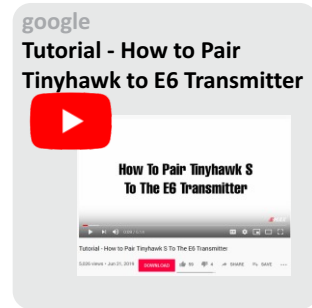 google
Tutorial - How to Pair
Tinyhawk to E6 Transmitter
How To Pair Tinyhawk S
To The E6 Transmitter
Tutorial - How to Pair Tinyhawk S To The E6 Transmitter
DOWNLOAD
SHARE
SAVE